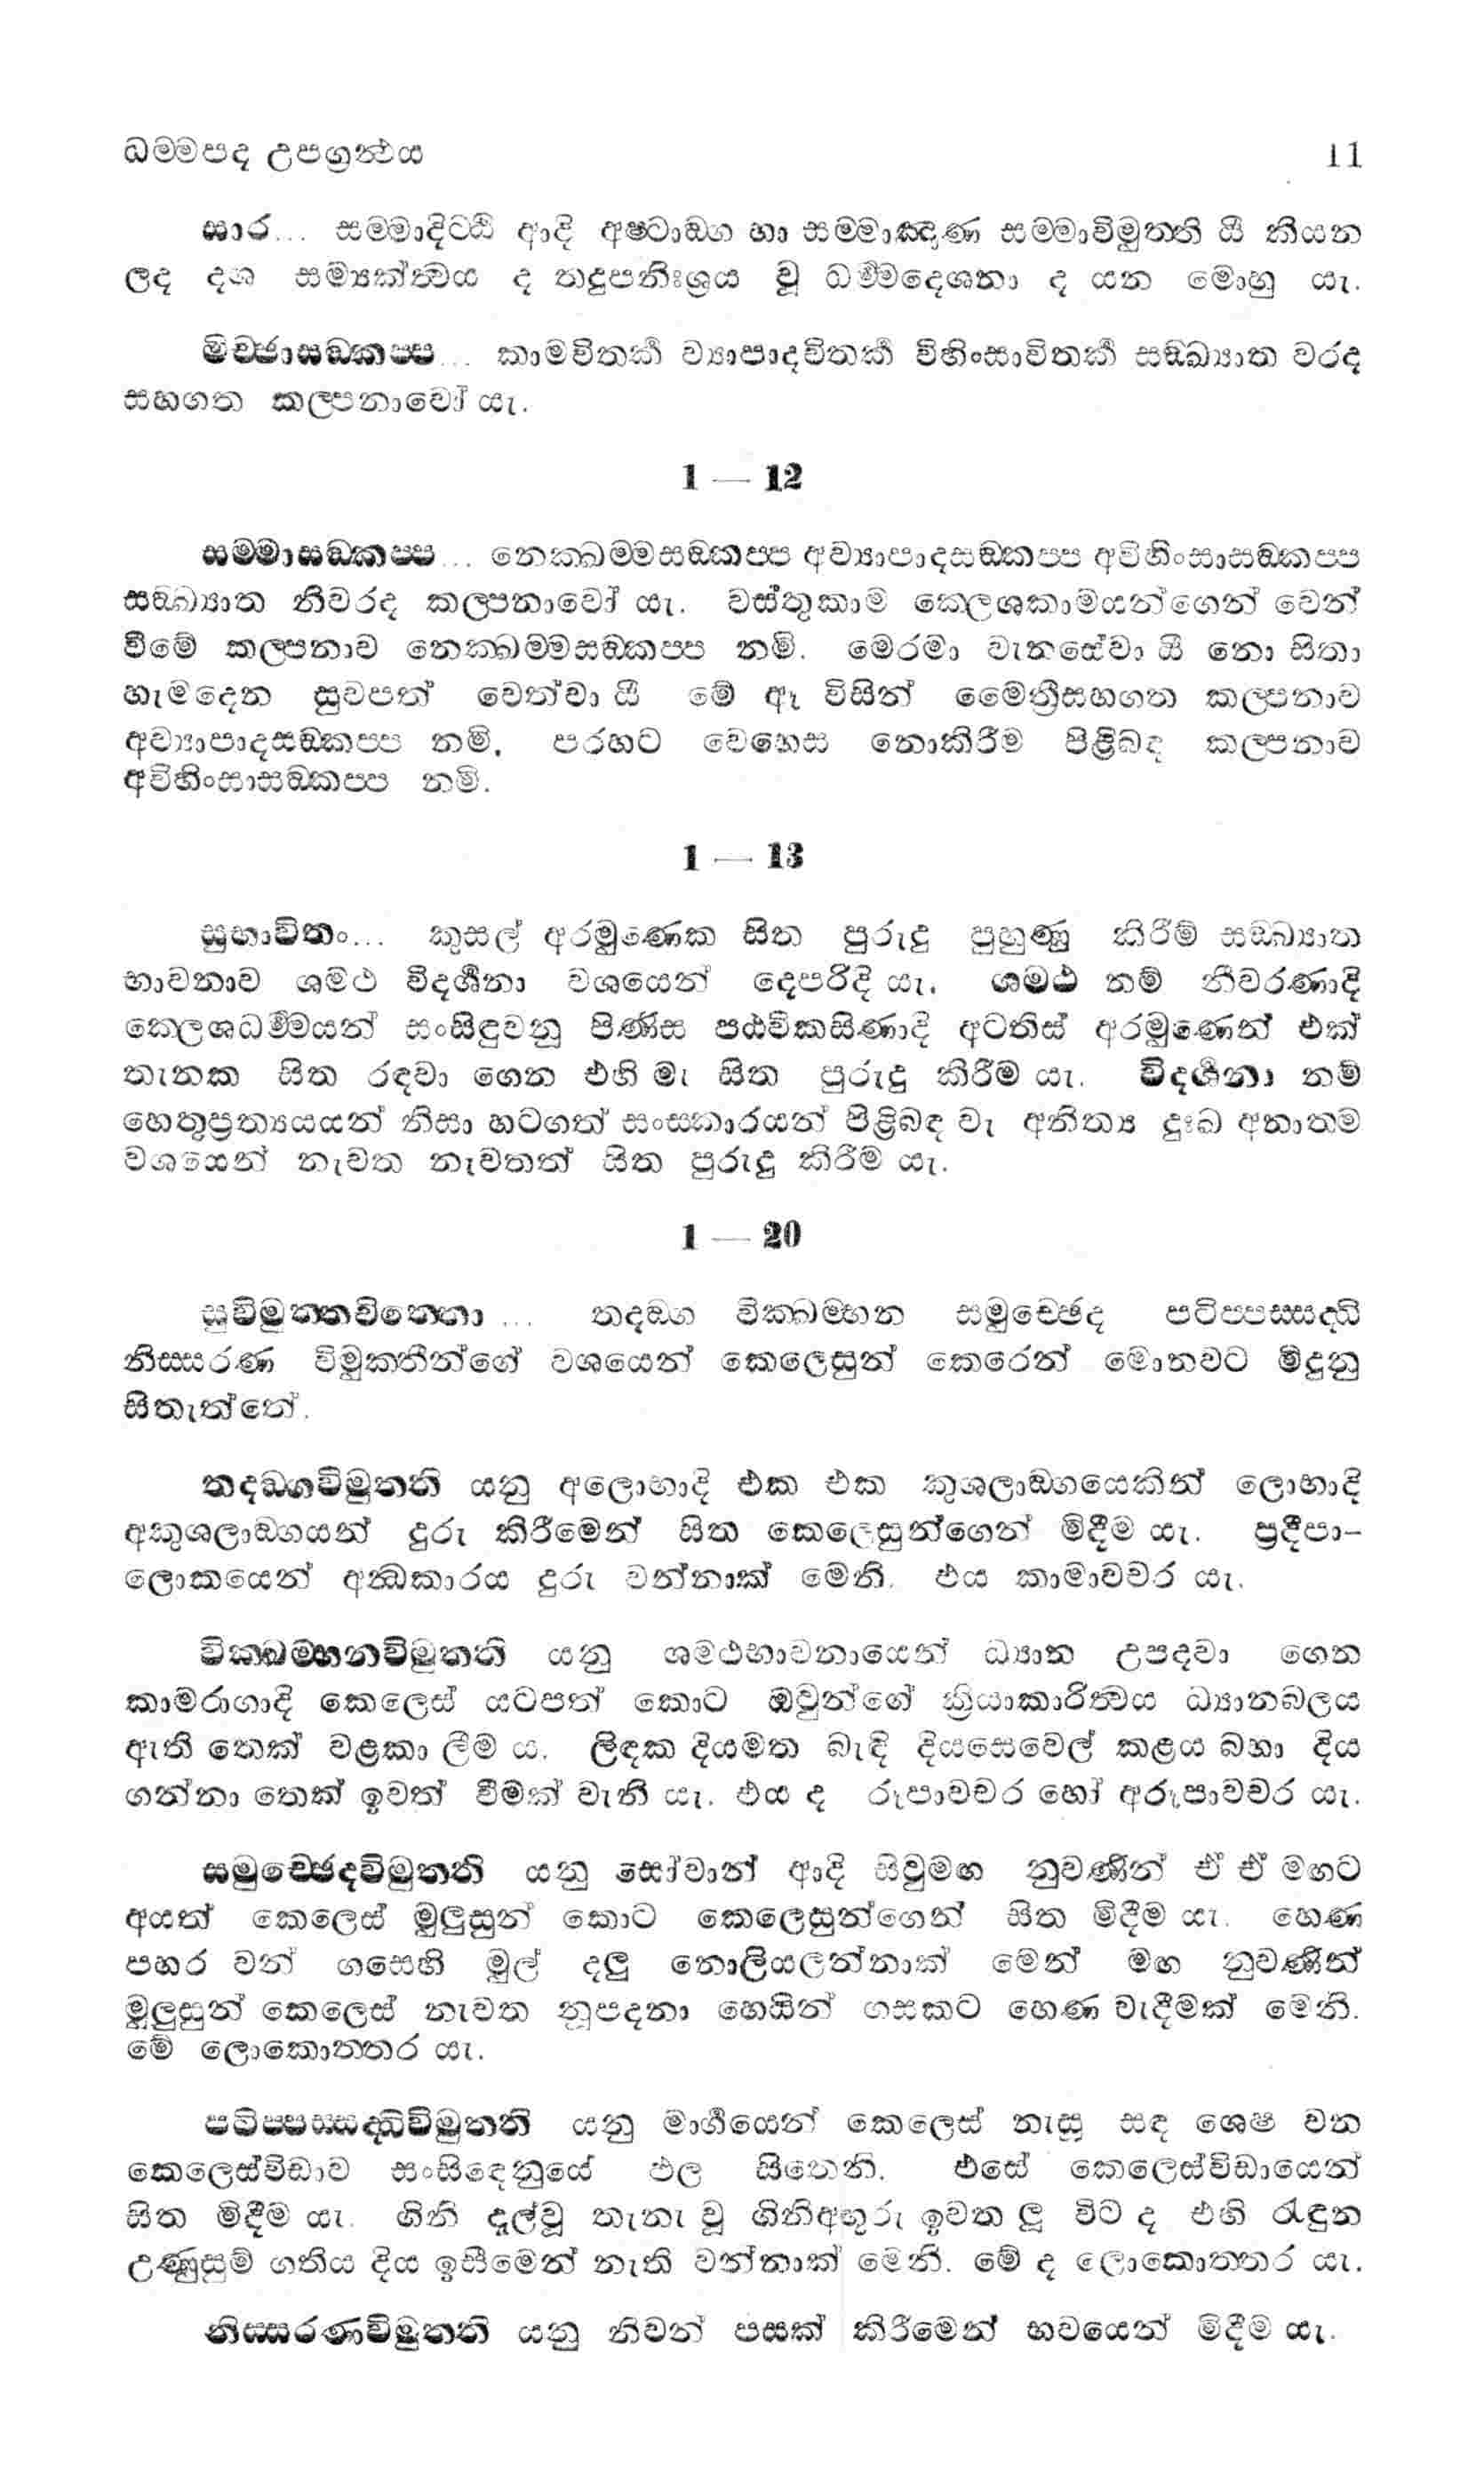 ධම්මපද උපග්‍රන්‍ථය 11
සාර... සම්මාදිට්ඨි ආදි අෂ්ටාඞ්ග හා සම්මාඤාණ සම්මාවිමුත්ති යි කියන
ලද දශ සම්‍යක්ත්‍වය ද තදුපනිඃශ්‍රය වූ ධර්‍මදෙශනා ද යන මොහු යැ.
මිච්ඡාසඞ්කප්ප... කාමවිතර්‍ක ව්‍යාපාදවිතර්‍ක විහිංසාවිතර්‍ක සඞ්ඛ්‍යාත වරද
සහගත කල්පනාවෝ යැ.
1 — 12
සම්මාසඞ්කප්ප... නෙක්ඛම්මසඞ්කප්ප අව්‍යාපාදසඞ්කප්ප අවිහිංසාසඞ්කප්ප
සඞ්ඛ්‍යාත නිවරද කල්පනාවෝ යැ. වස්තුකාම ක්ලෙශකාමයන්ගෙන් වෙන්
වීමේ කල්පනාව නෙක්ඛම්මසඞ්කප්ප නමි. මෙරමා වැනසේවා යි නො සිතා
හැමදෙන සුවපත් වෙත්වා යි මේ ඈ විසින් මෛත්‍රීසහගත කල්පනාව
අව්‍යාපාදසඞ්කප්ප නමි. පරහට වෙහෙස නොකිරීම පිළිබඳ කල්පනාව
අවිහිංසාසඞ්කප්ප නමි.
1 — 13
සුභාවිතං... කුසල් අරමුණෙක සිත පුරුදු පුහුණු කිරීම් සඞ්ඛ්‍යාත
භාවනාව ශමථ විදර්‍ශනා වශයෙන් දෙපරිදි යැ. ශමථ නම් නීවරණාදි
ක්ලෙශධර්‍මයන් සංසිඳුවනු පිණිස පඨවිකසිණාදි අටතිස් අරමුණෙන් එක්
තැනක සිත රඳවා ගෙන එහි මැ සිත පුරුදු කිරීම යැ. විදර්‍ශනා නම්
හෙතුප්‍රත්‍යයයන් නිසා හටගත් සංස්කාරයන් පිළිබඳ වැ අනිත්‍ය දුඃඛ අනාත්ම
වශයෙන් නැවත නැවතත් සිත පුරුදු කිරීම යැ.
1 — 20
සුවිමුත්තචිත්තො ... තදඞ්ග වික්ඛම්භන සමුච්ඡෙද පටිප්පස්සද්ධි
නිස්සරණ විමුක්තීන්ගේ වශයෙන් කෙලෙසුන් කෙරෙන් මොනවට මිදුනු
සිතැත්තේ.
තදඞ්ගවිමුත්ති යනු අලොභාදි එක එක කුශලාඞ්ගයෙකින් ලොභාදි
අකුශලාඞ්ගයන් දුරු කිරීමෙන් සිත කෙලෙසුන්ගෙන් මිදීම යැ. ප්‍රදීපා-
ලොකයෙන් අන්ධකාරය දුරු වන්නාක් මෙනි. එය කාමාවචර යැ.
වික්ඛම්භනවිමුත්ති යනු ශමථභාවනායෙන් ධ්‍යාන උපදවා ගෙන
කාමරාගාදි කෙලෙස් යටපත් කොට ඔවුන්ගේ ක්‍රියාකාරිත්‍වය ධ්‍යානබලය
ඇති තෙක් වළකා ලීම ය. ලිඳක දියමත බැඳි දියසෙවෙල් කළය බහා දිය
ගන්නා තෙක් ඉවත් වීමක් වැනි යැ. එය ද රූපාවචර හෝ අරූපාවචර යැ.
සමුච්ඡෙදවිමුත්ති යනු සෝවාන් ආදි සිවුමඟ නුවණින් ඒ ඒ මඟට
අයත් කෙලෙස් මුලුසුන් කොට කෙලෙසුන්ගෙන් සිත මිදීම යැ. හෙණ
පහර වන් ගසෙහි මුල් දලු නොලියලන්නාක් මෙන් මඟ නුවණින්
මුලුසුන් කෙලෙස් නැවත නූපදනා හෙයින් ගසකට හෙණ වැදීමක් මෙනි.
මේ ලොකොත්තර යැ.
පටිප්පස්සද්ධිවිමුත්ති යනු මාර්‍ගයෙන් කෙලෙස් නැසූ සඳ ශෙෂ වන
කෙලෙස්විඩාව සංසිඳෙනුයේ ඵල සිතෙනි. එසේ කෙලෙස්විඩායෙන්
සිත මිදීම යැ. ගිනි දැල්වූ තැනැ වූ ගිනිඅඟුරු ඉවත ලූ විට ද එහි රැඳුන
උණුසුම් ගතිය දිය ඉසීමෙන් නැති වන්නාක් මෙනි. මේ ද ලොකොත්තර යැ.
නිස්සරණවිමුත්ති යනු නිවන් පසක් කිරීමෙන් භවයෙන් මිදීම යැ.